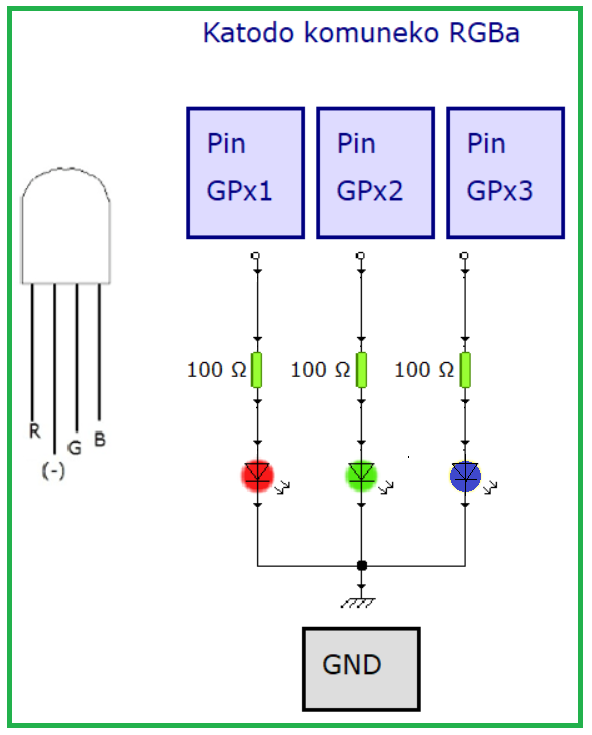 Katodo komuneko RGBa
Pin
GPx1
Pin
GPx2
Pin
GPx3
100 Ω
100 Ω
100 Ω
R
(-)
G
B
GND